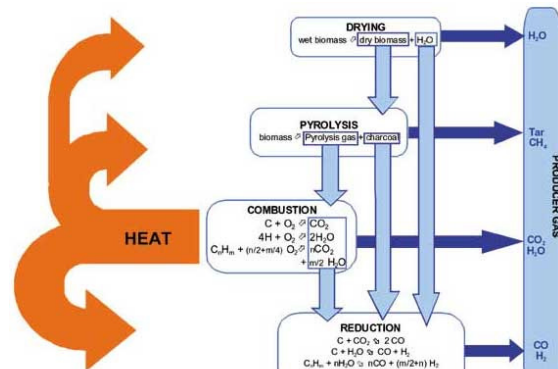 DRYING
wet biomass ⇗ dry biomass + H₂O
H₂O
PYROLYSIS
biomass ⇗ Pyrolysis gas + charcoal
Tar
CH₄
COMBUSTION
C + O₂ ⇗ CO₂
4H + O₂ ⇗ 2H₂O
CₙHₘ + (n/2+m/4) O₂ ⇗ nCO₂
+ m/2 H₂O
HEAT
CO₂
H₂O
REDUCTION
C + CO₂ ⇘ 2 CO
C + H₂O ⇘ CO + H₂
CₙHₘ + nH₂O ⇘ nCO + (m/2+n) H₂
CO
H₂
PRODUCER GAS